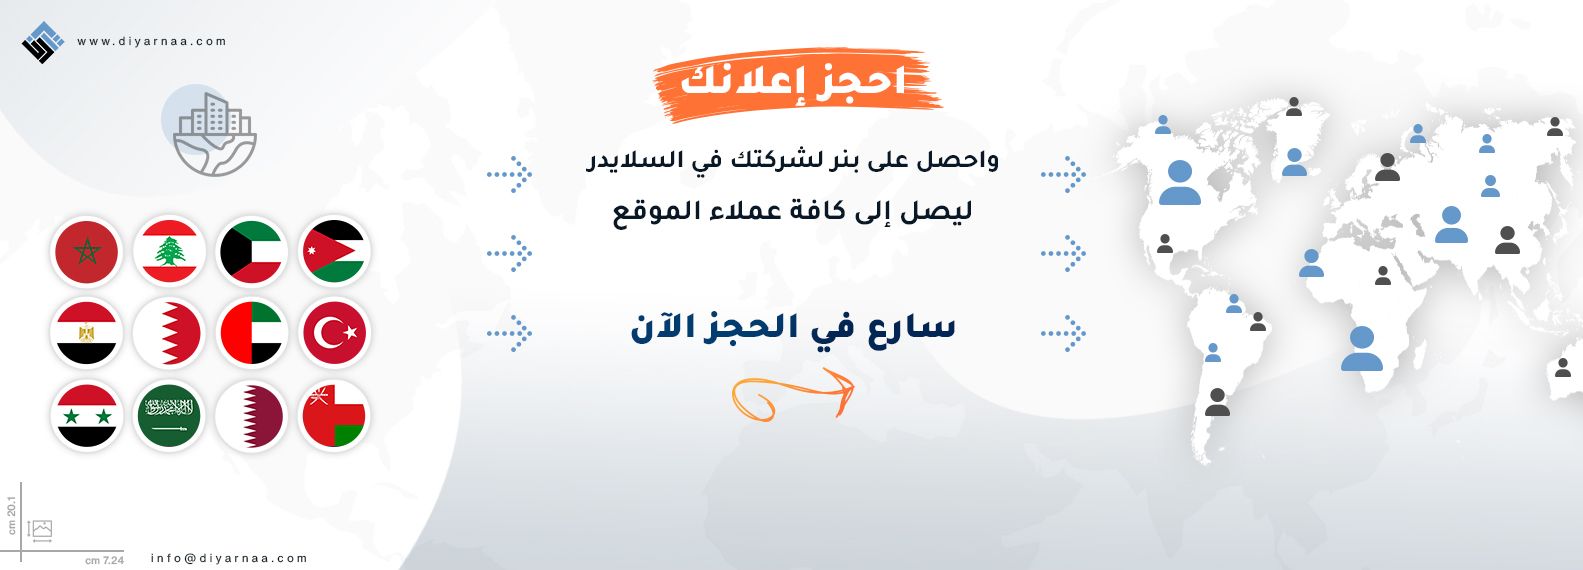 www.diyarnaa.com
احجز إعلانك
واحصل على بنر لشركتك في السلايدر
ليصل إلى كافة عملاء الموقع
سارع في الحجز الآن
cm 20.1
cm 7.24
info@diyarnaa.com